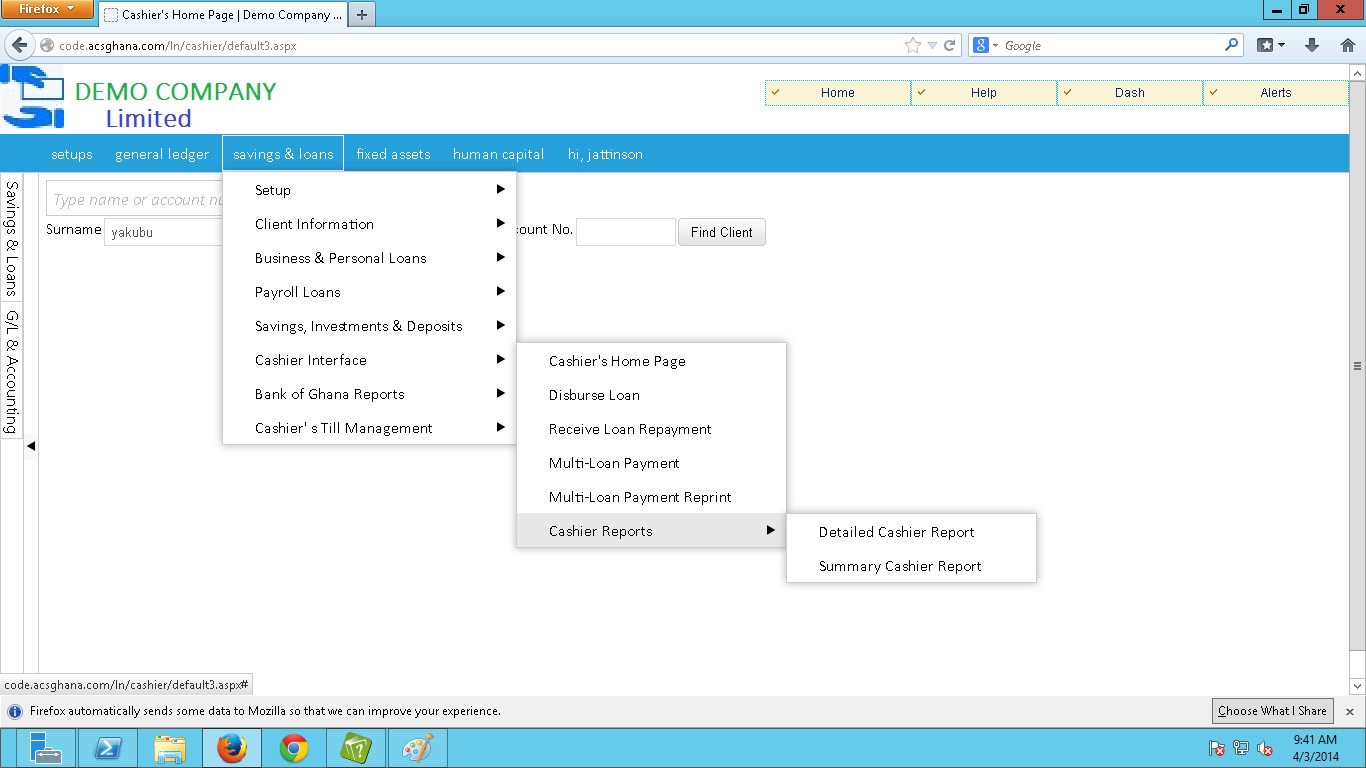 Firefox
Cashier's Home Page | Demo Company ...
code.acsghana.com/ln/cashier/default3.aspx
Google
DEMO COMPANY
Limited
Home
Help
Dash
Alerts
setups
general ledger
savings & loans
fixed assets
human capital
hi, jattinson
Savings & Loans
G/L & Accounting
Type name or account nu
Surname
yakubu
count No.
Find Client
Setup
Client Information
Business & Personal Loans
Payroll Loans
Savings, Investments & Deposits
Cashier Interface
Bank of Ghana Reports
Cashier' s Till Management
Cashier's Home Page
Disburse Loan
Receive Loan Repayment
Multi-Loan Payment
Multi-Loan Payment Reprint
Cashier Reports
Detailed Cashier Report
Summary Cashier Report
code.acsghana.com/ln/cashier/default3.aspx#
Firefox automatically sends some data to Mozilla so that we can improve your experience.
Choose What I Share
9:41 AM
4/3/2014